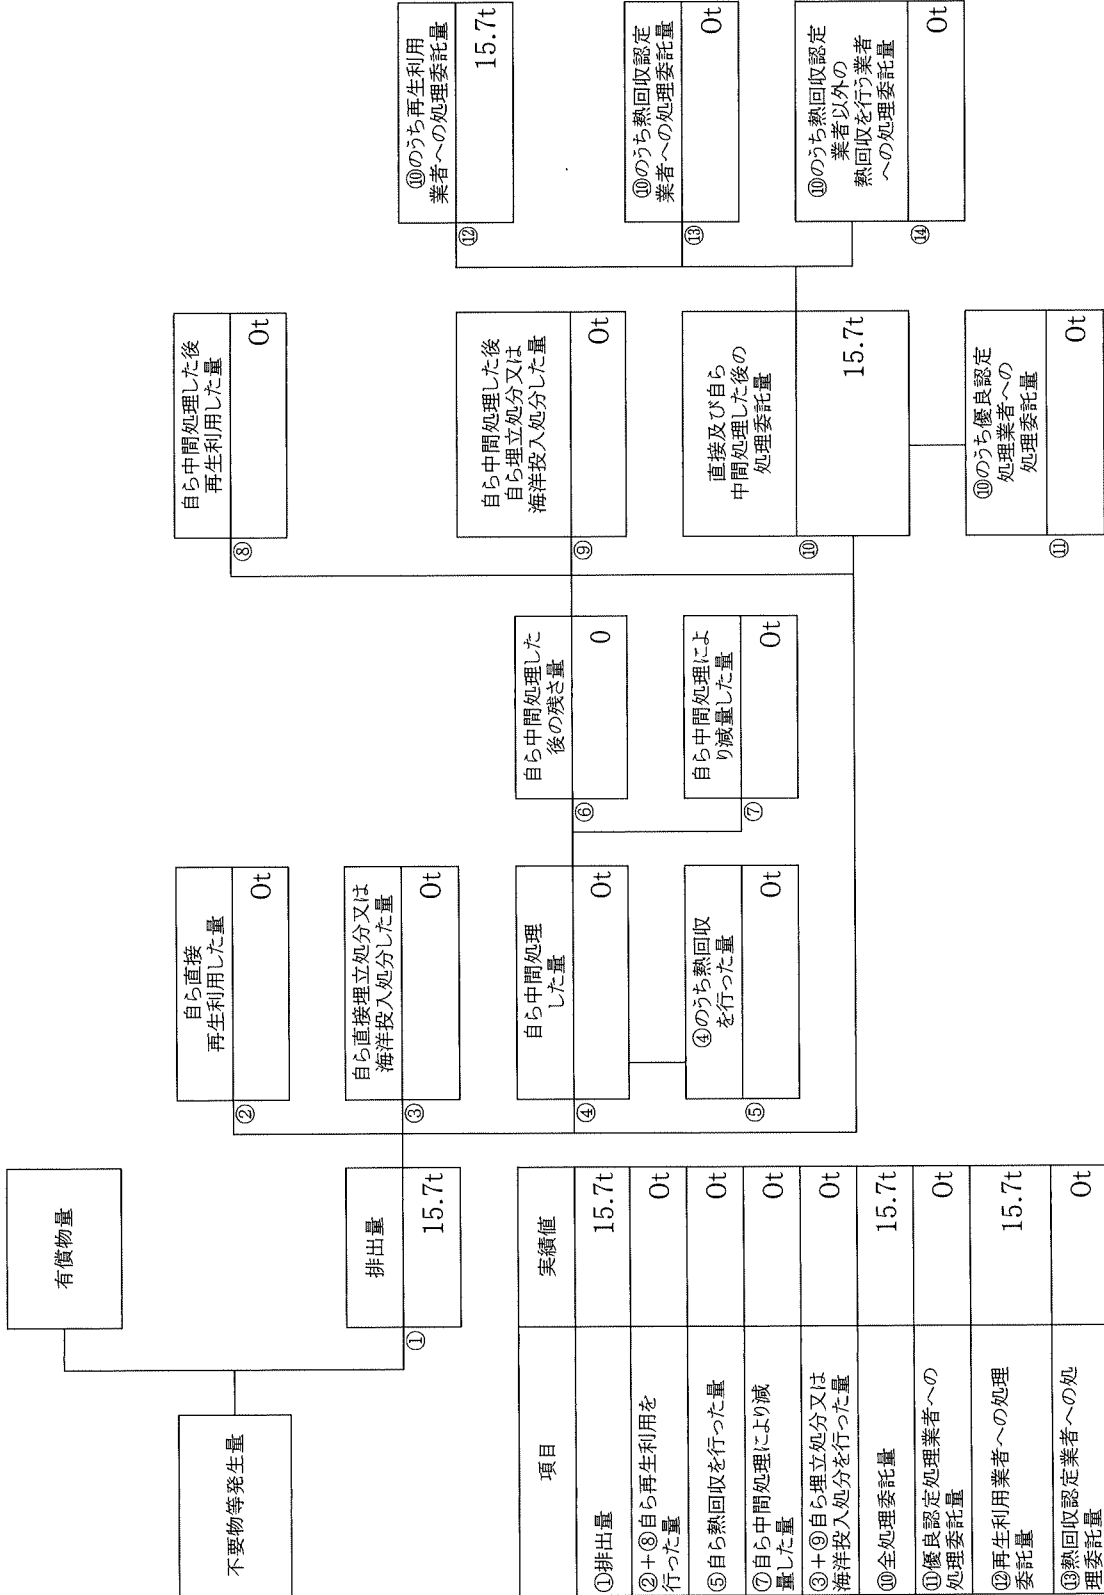 不要物等発生量
有償物量
①
排出量
15.7t
②
自ら直接
再生利用した量
0t
③
自ら直接埋立処分又は
海洋投入処分した量
0t
④
自ら中間処理
した量
0t
⑤
④のうち熱回収
を行った量
0t
⑥
自ら中間処理した
後の残さ量
0
⑦
自ら中間処理によ
り減量した量
0t
⑧
自ら中間処理した後
再生利用した量
0t
⑨
自ら中間処理した後
自ら埋立処分又は
海洋投入処分した量
0t
⑩
直接及び自ら
中間処理した後の
処理委託量
15.7t
⑪
⑩のうち優良認定
処理業者への
処理委託量
0t
⑫
⑩のうち再生利用
業者への処理委託量
15.7t
⑬
⑩のうち熱回収認定
業者への処理委託量
0t
⑭
⑩のうち熱回収認定
業者以外の
熱回収を行う業者
への処理委託量
0t
項目 実績値
①排出量 15.7t
②+⑧自ら再生利用を
行った量 0t
⑤自ら熱回収を行った量 0t
⑦自ら中間処理により減
量した量 0t
③+⑨自ら埋立処分又は
海洋投入処分を行った量 0t
⑩全処理委託量 15.7t
⑪優良認定処理業者への
処理委託量 0t
⑫再生利用業者への処理
委託量 15.7t
⑬熱回収認定業者への処
理委託量 0t